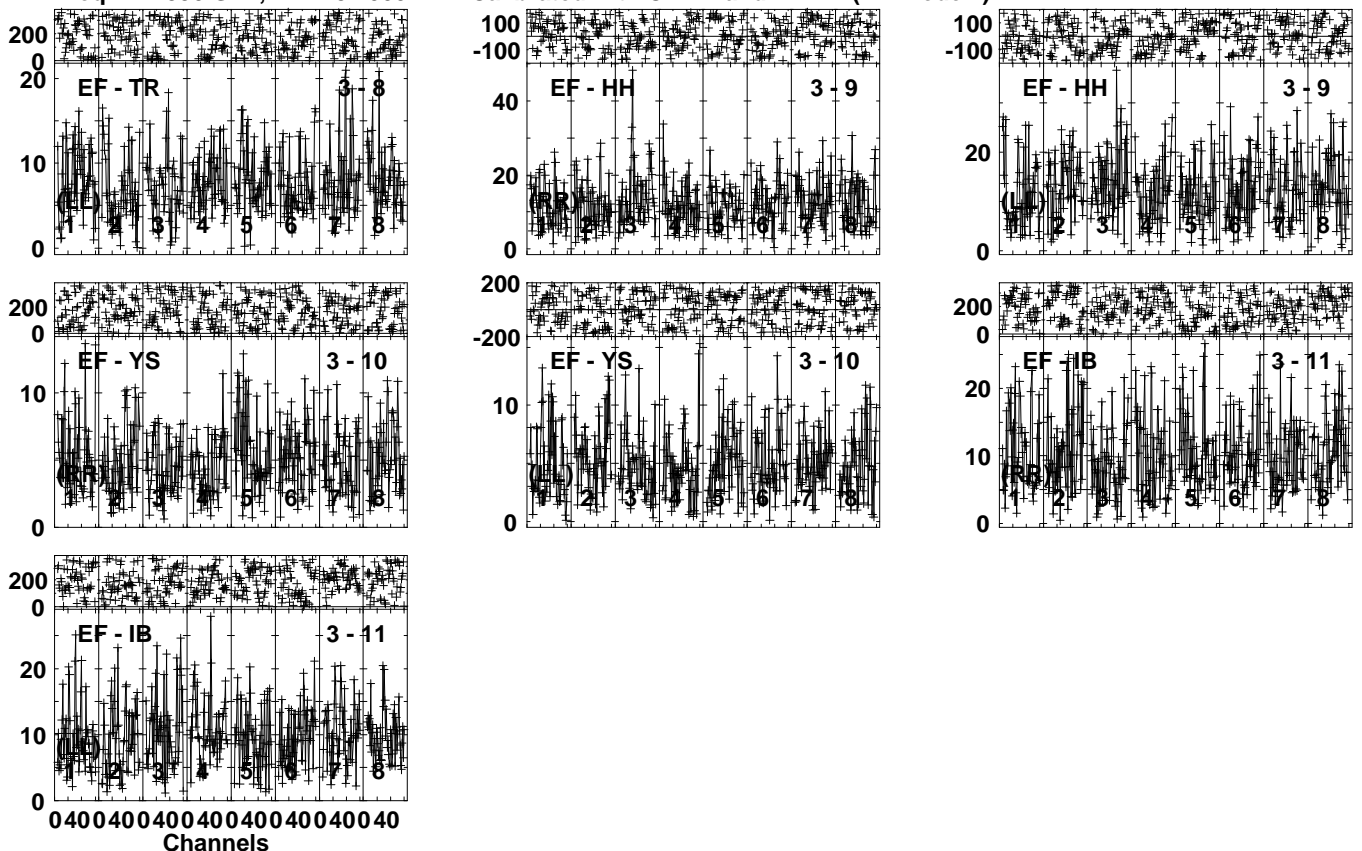 200
0
100
-100
100
-100
20
10
0
EF - TR
3 - 8
(LL)
1 2 3 4 5 6 7 8
40
20
0
EF - HH
3 - 9
(RR)
1 2 3 4 5 6 7 8
20
0
EF - HH
3 - 9
(LL)
1 2 3 4 5 6 7 8
200
0
10
0
EF - YS
3 - 10
(RR)
1 2 3 4 5 6 7 8
200
-200
10
0
EF - YS
3 - 10
(LL)
1 2 3 4 5 6 7 8
200
0
20
10
0
EF - IB
3 - 11
(RR)
1 2 3 4 5 6 7 8
200
0
20
10
0
EF - IB
3 - 11
(LL)
1 2 3 4 5 6 7 8
0 40 0 40 0 40 0 40 0 40 0 40 0 40 0 40
Channels